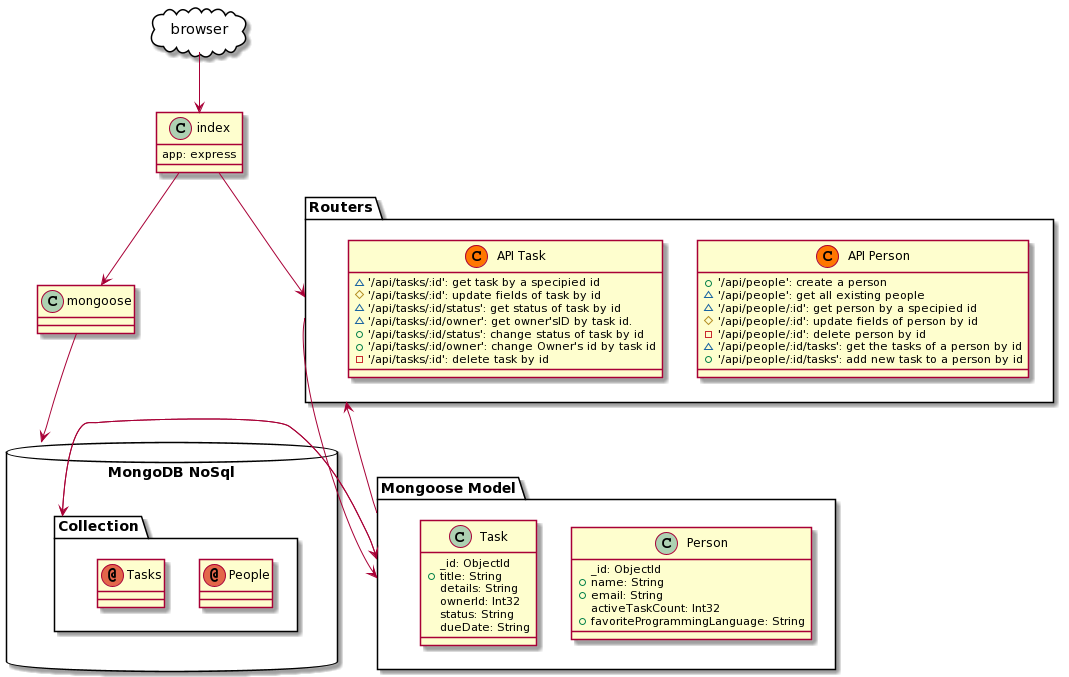 browser
C index
app: express
Routers
C API Task
'/api/tasks/:id': get task by a specipied id
'/api/tasks/:id': update fields of task by id
'/api/tasks/:id/status': get status of task by id
'/api/tasks/:id/owner': get owner'sID by task id.
'/api/tasks/:id/status': change status of task by id
'/api/tasks/:id/owner': change Owner's id by task id
'/api/tasks/:id': delete task by id
C API Person
'/api/people': create a person
'/api/people': get all existing people
'/api/people/:id': get person by a specipied id
'/api/people/:id': update fields of person by id
'/api/people/:id': delete person by id
'/api/people/:id/tasks': get the tasks of a person by id
'/api/people/:id/tasks': add new task to a person by id
C mongoose
MongoDB NoSql
Collection
@ Tasks
@ People
Mongoose Model
C Task
_id: ObjectId
title: String
details: String
ownerId: Int32
status: String
dueDate: String
C Person
_id: ObjectId
name: String
email: String
activeTaskCount: Int32
favoriteProgrammingLanguage: String